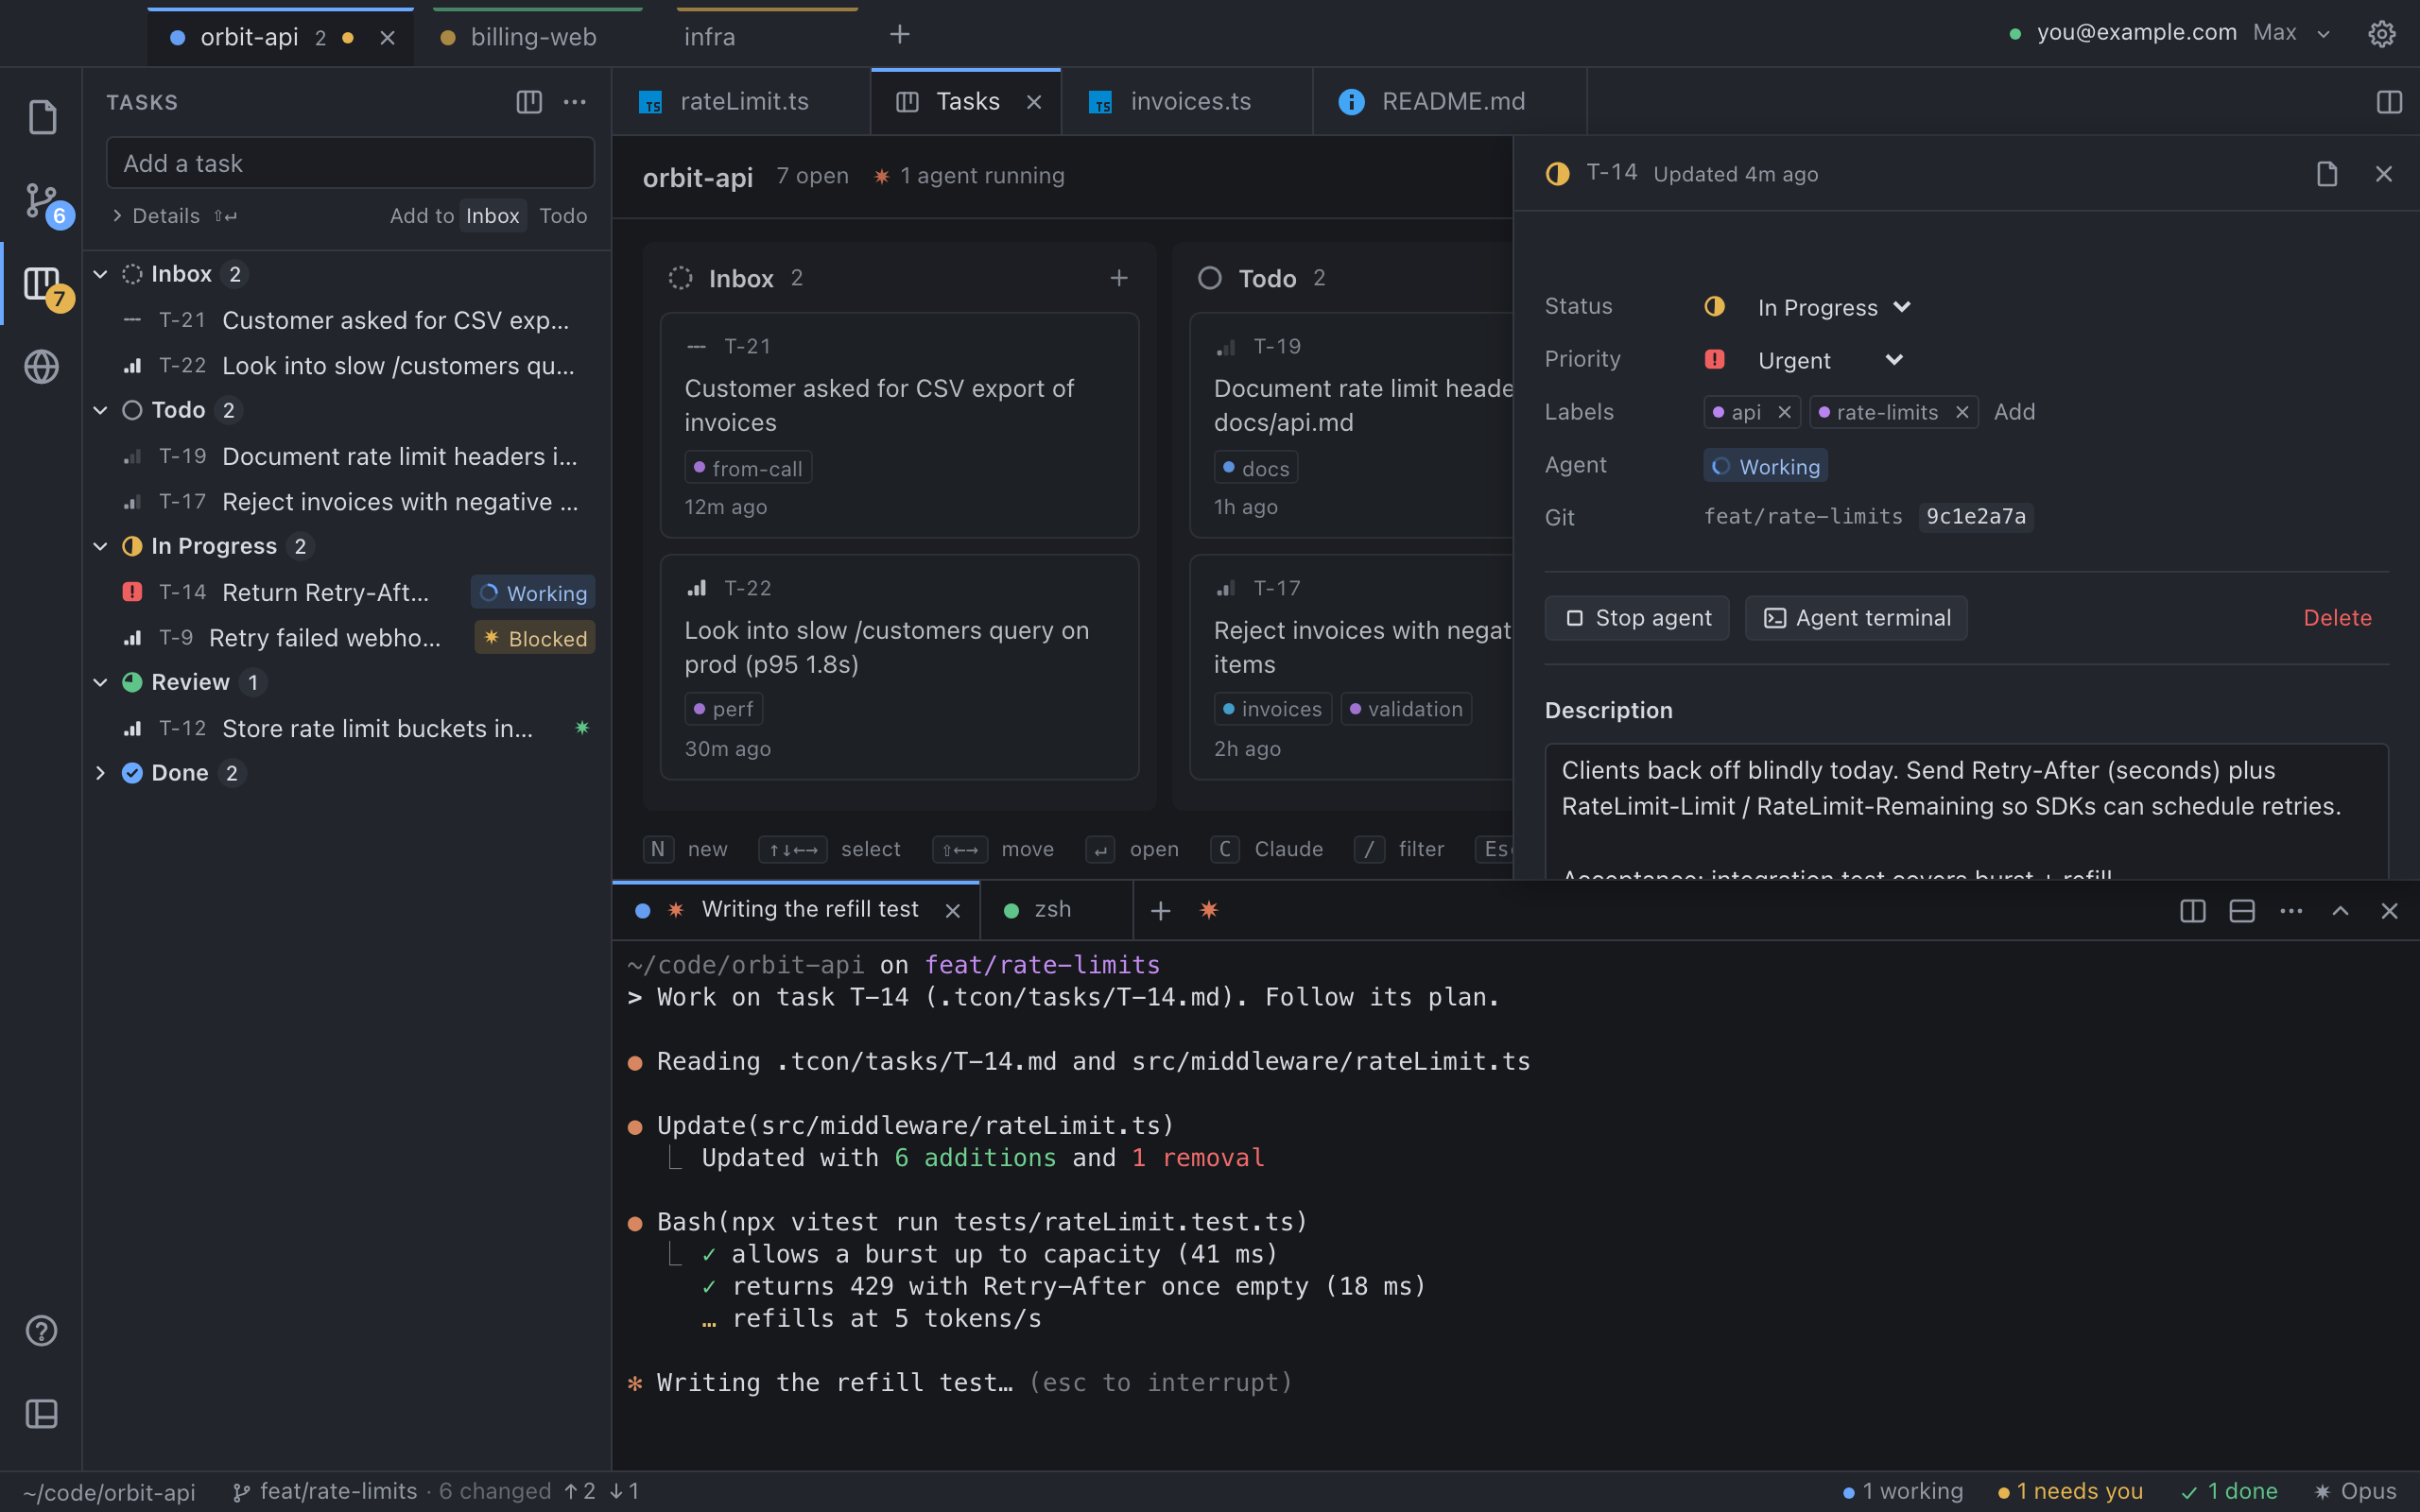 orbit-api 2
billing-web
infra
you@example.com Max
TASKS
Add a task
Details ⇧↵ Add to Inbox Todo
6
7
Inbox 2
T-21 Customer asked for CSV exp...
T-22 Look into slow /customers qu...
Todo 2
T-19 Document rate limit headers i...
T-17 Reject invoices with negative ...
In Progress 2
T-14 Return Retry-Aft... Working
T-9 Retry failed webho... Blocked
Review 1
T-12 Store rate limit buckets in...
Done 2
TS rateLimit.ts
Tasks
TS invoices.ts
README.md
orbit-api 7 open 1 agent running
Inbox 2
T-21
Customer asked for CSV export of
invoices
from-call
12m ago
T-22
Look into slow /customers query on
prod (p95 1.8s)
perf
30m ago
Todo 2
T-19
Document rate limit heade
docs/api.md
docs
1h ago
T-17
Reject invoices with negat
items
invoices validation
2h ago
N new ↑↓←→ select ⇧←→ move ↵ open C Claude / filter Esc
T-14 Updated 4m ago
Status In Progress
Priority Urgent
Labels api rate-limits Add
Agent Working
Git feat/rate-limits 9c1e2a7a
Stop agent Agent terminal Delete
Description
Clients back off blindly today. Send Retry-After (seconds) plus
RateLimit-Limit / RateLimit-Remaining so SDKs can schedule retries.
Acceptance: integration test covers burst + refill
Writing the refill test
zsh
~/code/orbit-api on feat/rate-limits
> Work on task T-14 (.tcon/tasks/T-14.md). Follow its plan.
Reading .tcon/tasks/T-14.md and src/middleware/rateLimit.ts
Update(src/middleware/rateLimit.ts)
Updated with 6 additions and 1 removal
Bash(npx vitest run tests/rateLimit.test.ts)
✓ allows a burst up to capacity (41 ms)
✓ returns 429 with Retry-After once empty (18 ms)
… refills at 5 tokens/s
✻ Writing the refill test… (esc to interrupt)
~/code/orbit-api feat/rate-limits · 6 changed ↑2 ↓1
1 working 1 needs you ✓ 1 done Opus